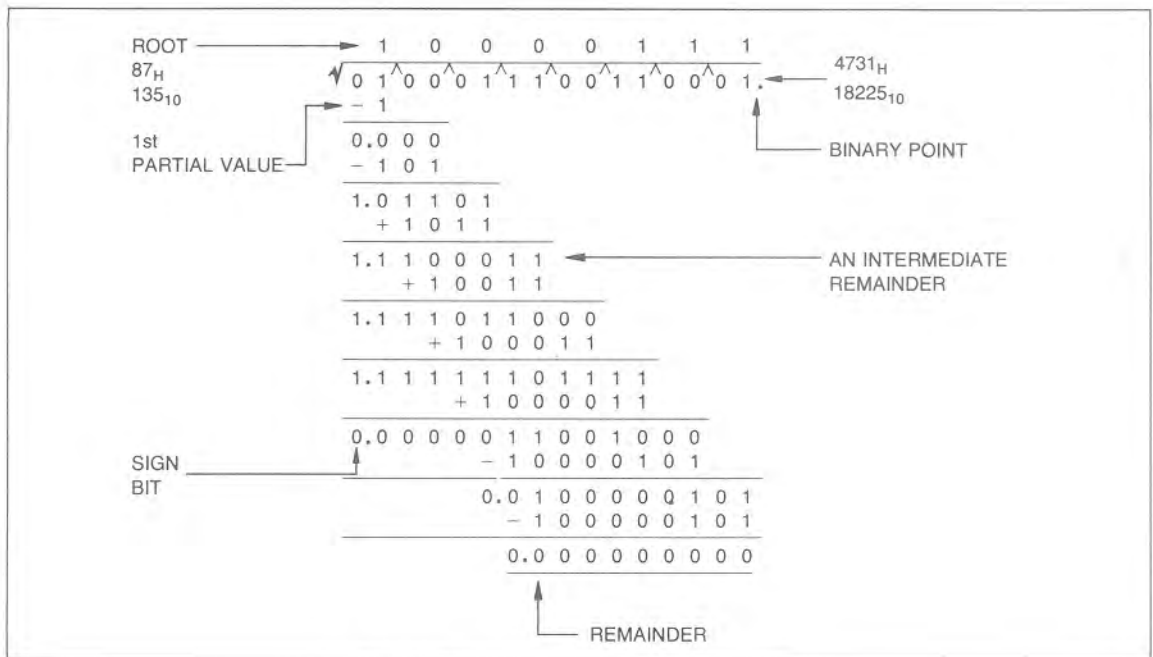 ROOT
1 0 0 0 0 1 1 1
87H
135₁₀
0 1 ^ 0 0 ^ 0 1 ^ 1 1 ^ 0 0 ^ 1 1 ^ 0 0 ^ 0 1 .
4731H
18225₁₀
− 1
1st
PARTIAL VALUE
0.0 0 0
− 1 0 1
BINARY POINT
1.0 1 1 0 1
+ 1 0 1 1
1.1 1 0 0 0 1 1
AN INTERMEDIATE
REMAINDER
+ 1 0 0 1 1
1.1 1 1 0 1 1 0 0 0
+ 1 0 0 0 1 1
1.1 1 1 1 1 1 0 1 1 1 1
+ 1 0 0 0 0 1 1
0.0 0 0 0 0 1 1 0 0 1 0 0 0
SIGN
BIT
− 1 0 0 0 0 1 0 1
0.0 1 0 0 0 0 0 1 0 1
− 1 0 0 0 0 0 1 0 1
0.0 0 0 0 0 0 0 0 0
REMAINDER